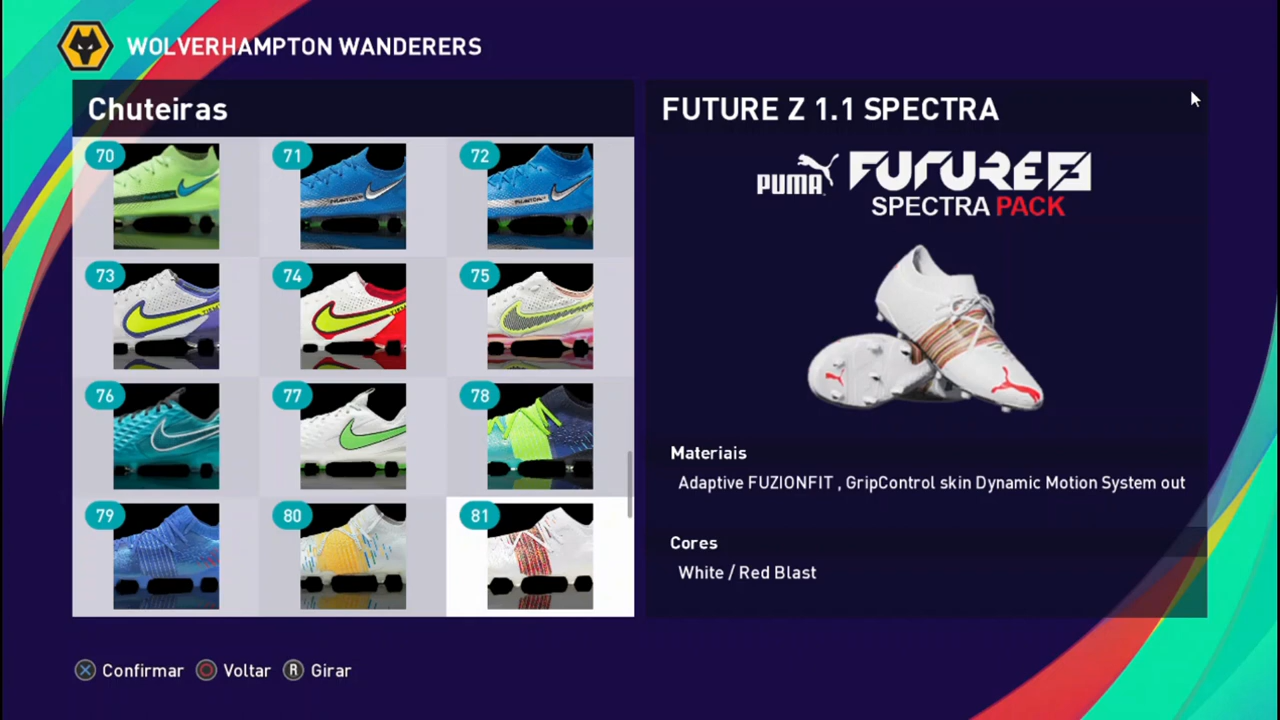 WOLVERHAMPTON WANDERERS
Chuteiras
70
71
72
73
74
75
76
77
78
79
80
81
FUTURE Z 1.1 SPECTRA
PUMA FUTURE Z
SPECTRA PACK
Materiais
Adaptive FUZIONFIT , GripControl skin Dynamic Motion System out
Cores
White / Red Blast
Confirmar
Voltar
R Girar